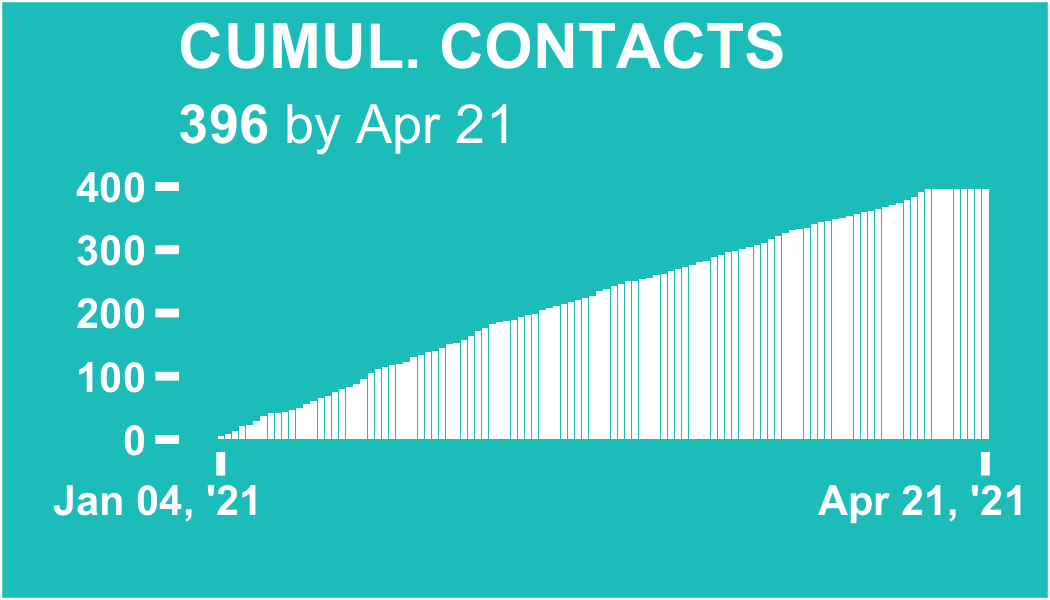 CUMUL. CONTACTS
396 by Apr 21
400
300
200
100
0
Jan 04, '21
Apr 21, '21